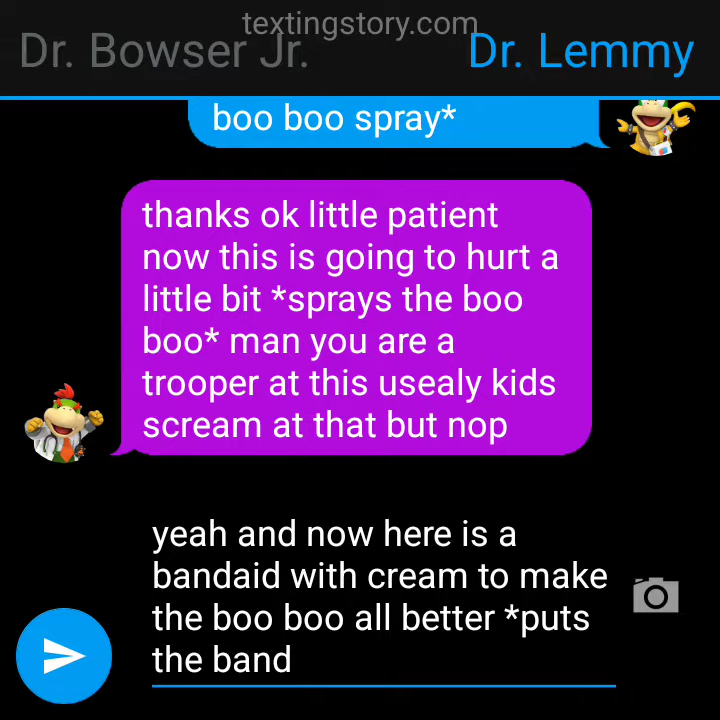 textingstory.com
Dr. Bowser Jr.
Dr. Lemmy
boo boo spray*
thanks ok little patient
now this is going to hurt a
little bit *sprays the boo
boo* man you are a
trooper at this usealy kids
scream at that but nop
yeah and now here is a
bandaid with cream to make
the boo boo all better *puts
the band